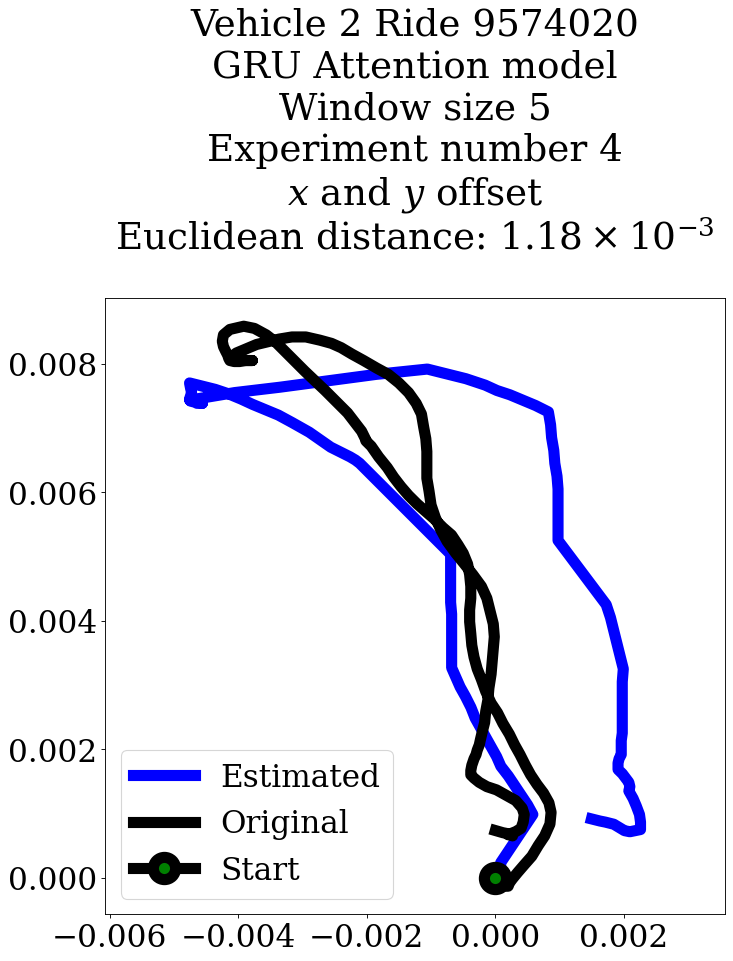 Vehicle 2 Ride 9574020
GRU Attention model
Window size 5
Experiment number 4
x and y offset
Euclidean distance: 1.18 × 10⁻³
0.008
0.006
0.004
0.002
0.000
Estimated
Original
Start
−0.006 −0.004 −0.002 0.000 0.002